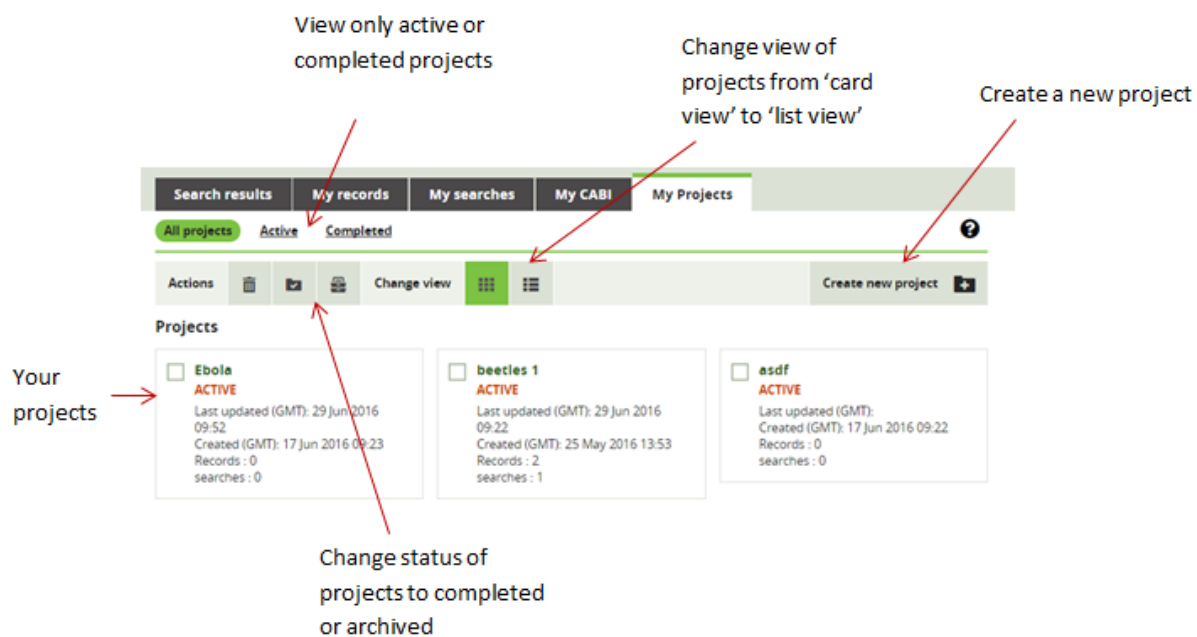 View only active or
completed projects
Change view of
projects from ‘card
view’ to ‘list view’
Create a new project
Search results My records My searches My CABI My Projects
All projects Active Completed
Actions Change view Create new project
Projects
Your
projects
Ebola
ACTIVE
Last updated (GMT): 29 Jun 2016
09:52
Created (GMT): 17 Jun 2016 09:23
Records : 0
searches : 0
beetles 1
ACTIVE
Last updated (GMT): 29 Jun 2016
09:22
Created (GMT): 25 May 2016 13:53
Records : 2
searches : 1
asdf
ACTIVE
Last updated (GMT):
Created (GMT): 17 Jun 2016 09:22
Records : 0
searches : 0
Change status of
projects to completed
or archived